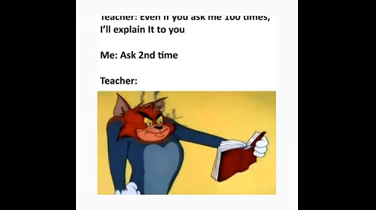 Teacher: Even if you ask me 100 times,
I'll explain It to you
Me: Ask 2nd time
Teacher: